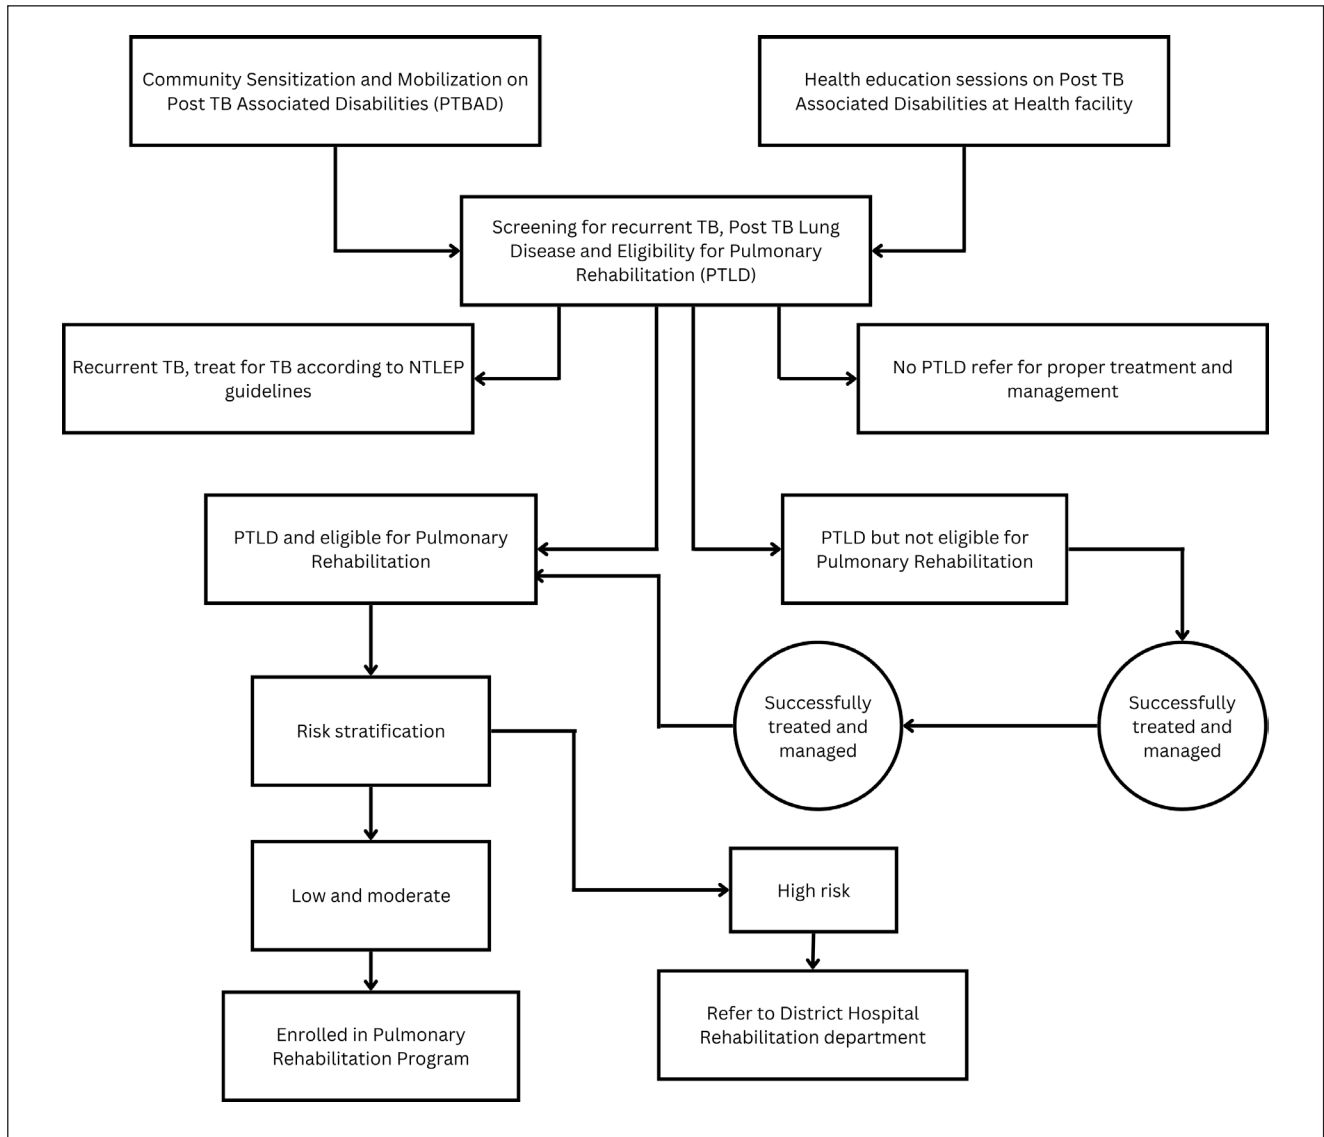 Community Sensitization and Mobilization on
Post TB Associated Disabilities (PTBAD)
Health education sessions on Post TB
Associated Disabilities at Health facility
Screening for recurrent TB, Post TB Lung
Disease and Eligibility for Pulmonary
Rehabilitation (PTLD)
Recurrent TB, treat for TB according to NTLEP
guidelines
No PTLD refer for proper treatment and
management
PTLD and eligible for Pulmonary
Rehabilitation
PTLD but not eligible for
Pulmonary Rehabilitation
Successfully
treated and
managed
Successfully
treated and
managed
Risk stratification
Low and moderate
High risk
Enrolled in Pulmonary
Rehabilitation Program
Refer to District Hospital
Rehabilitation department